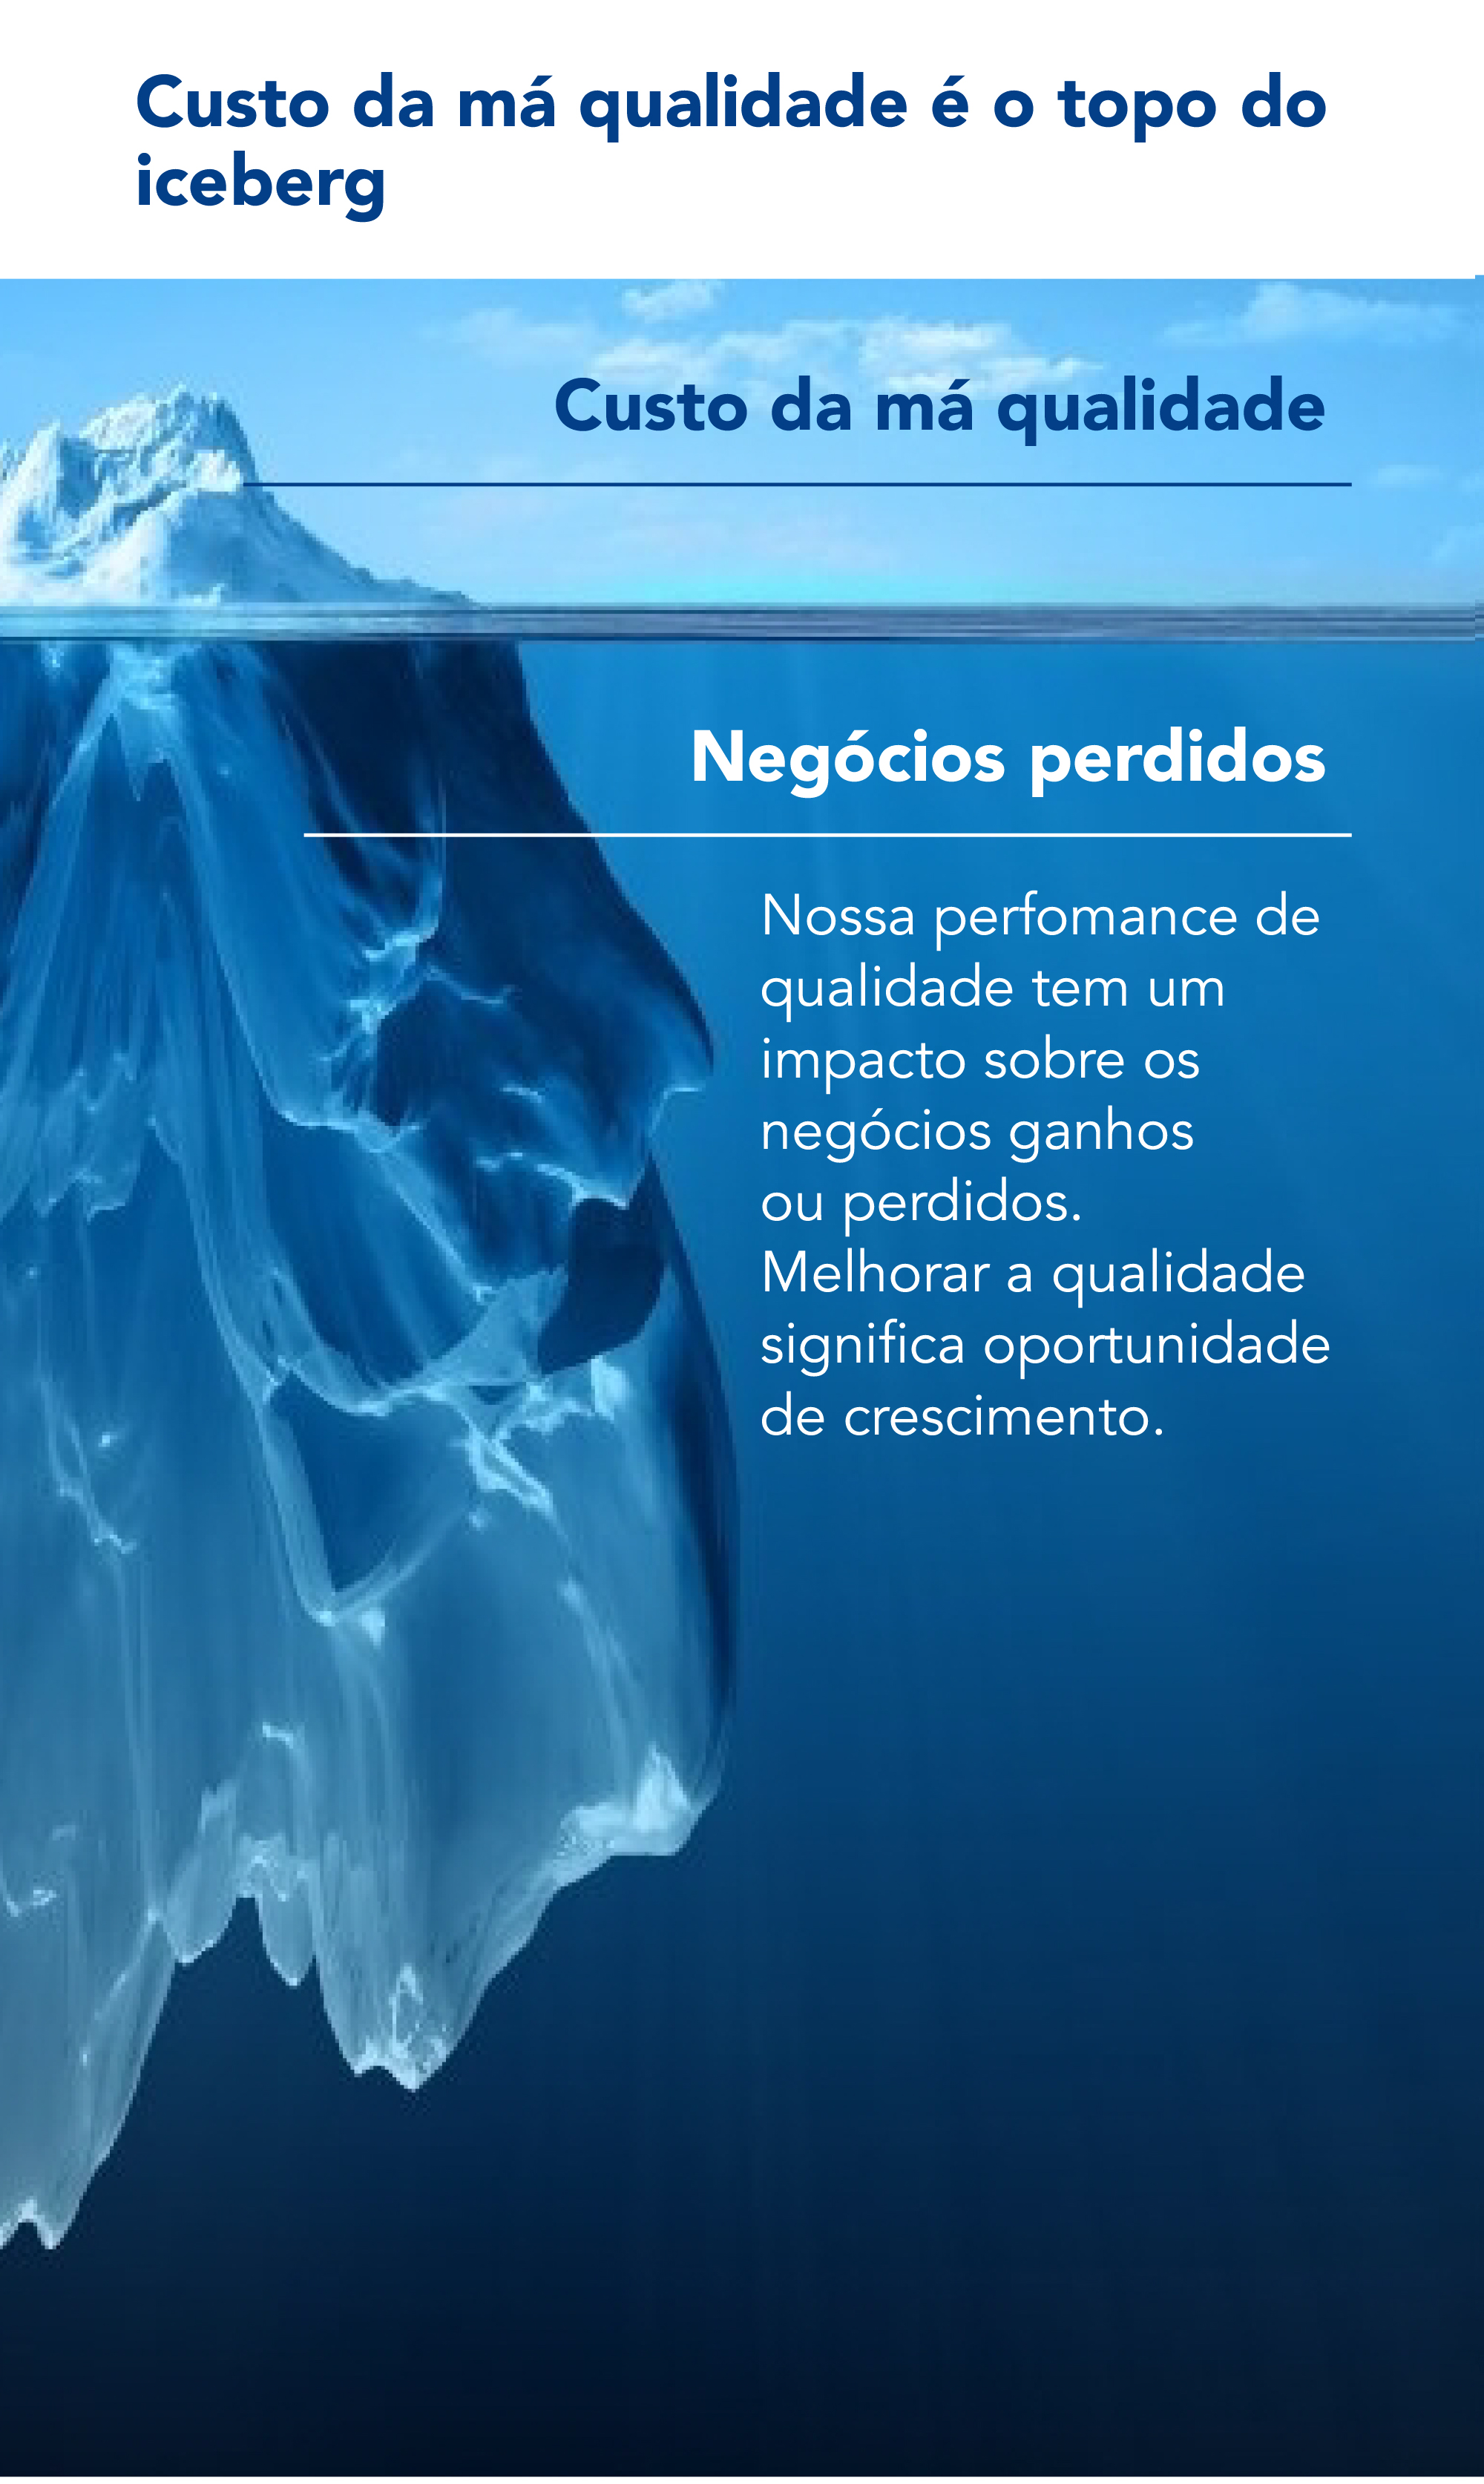 Custo da má qualidade é o topo do
iceberg
Custo da má qualidade
Negócios perdidos
Nossa perfomance de
qualidade tem um
impacto sobre os
negócios ganhos
ou perdidos.
Melhorar a qualidade
significa oportunidade
de crescimento.